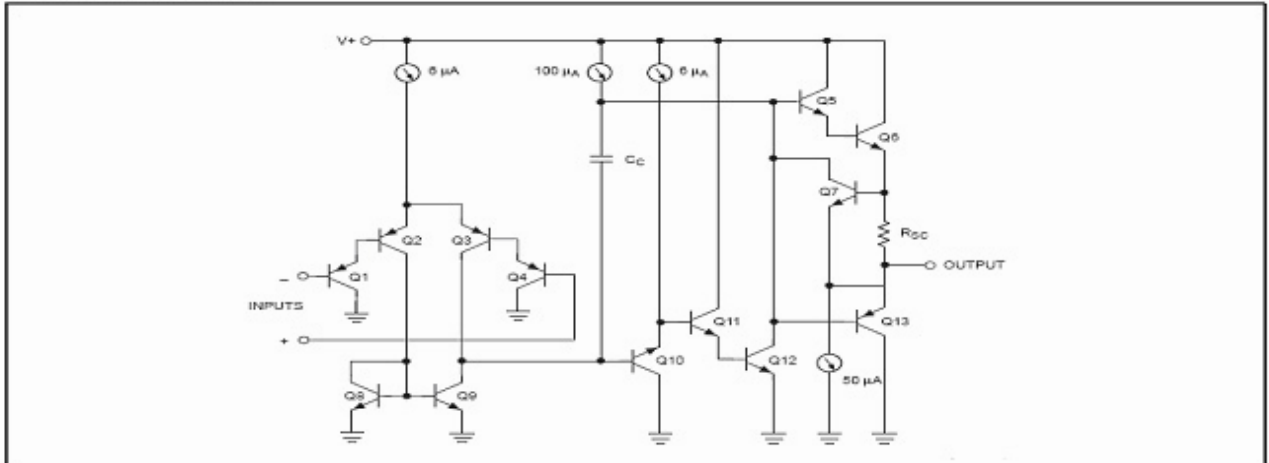 V+
6 μA
100 μA
6 μA
Q5
Q6
CC
Q7
RSC
Q2
Q3
OUTPUT
–
Q1
Q4
INPUTS
Q11
Q13
+
Q10
Q12
50 μA
Q8
Q9